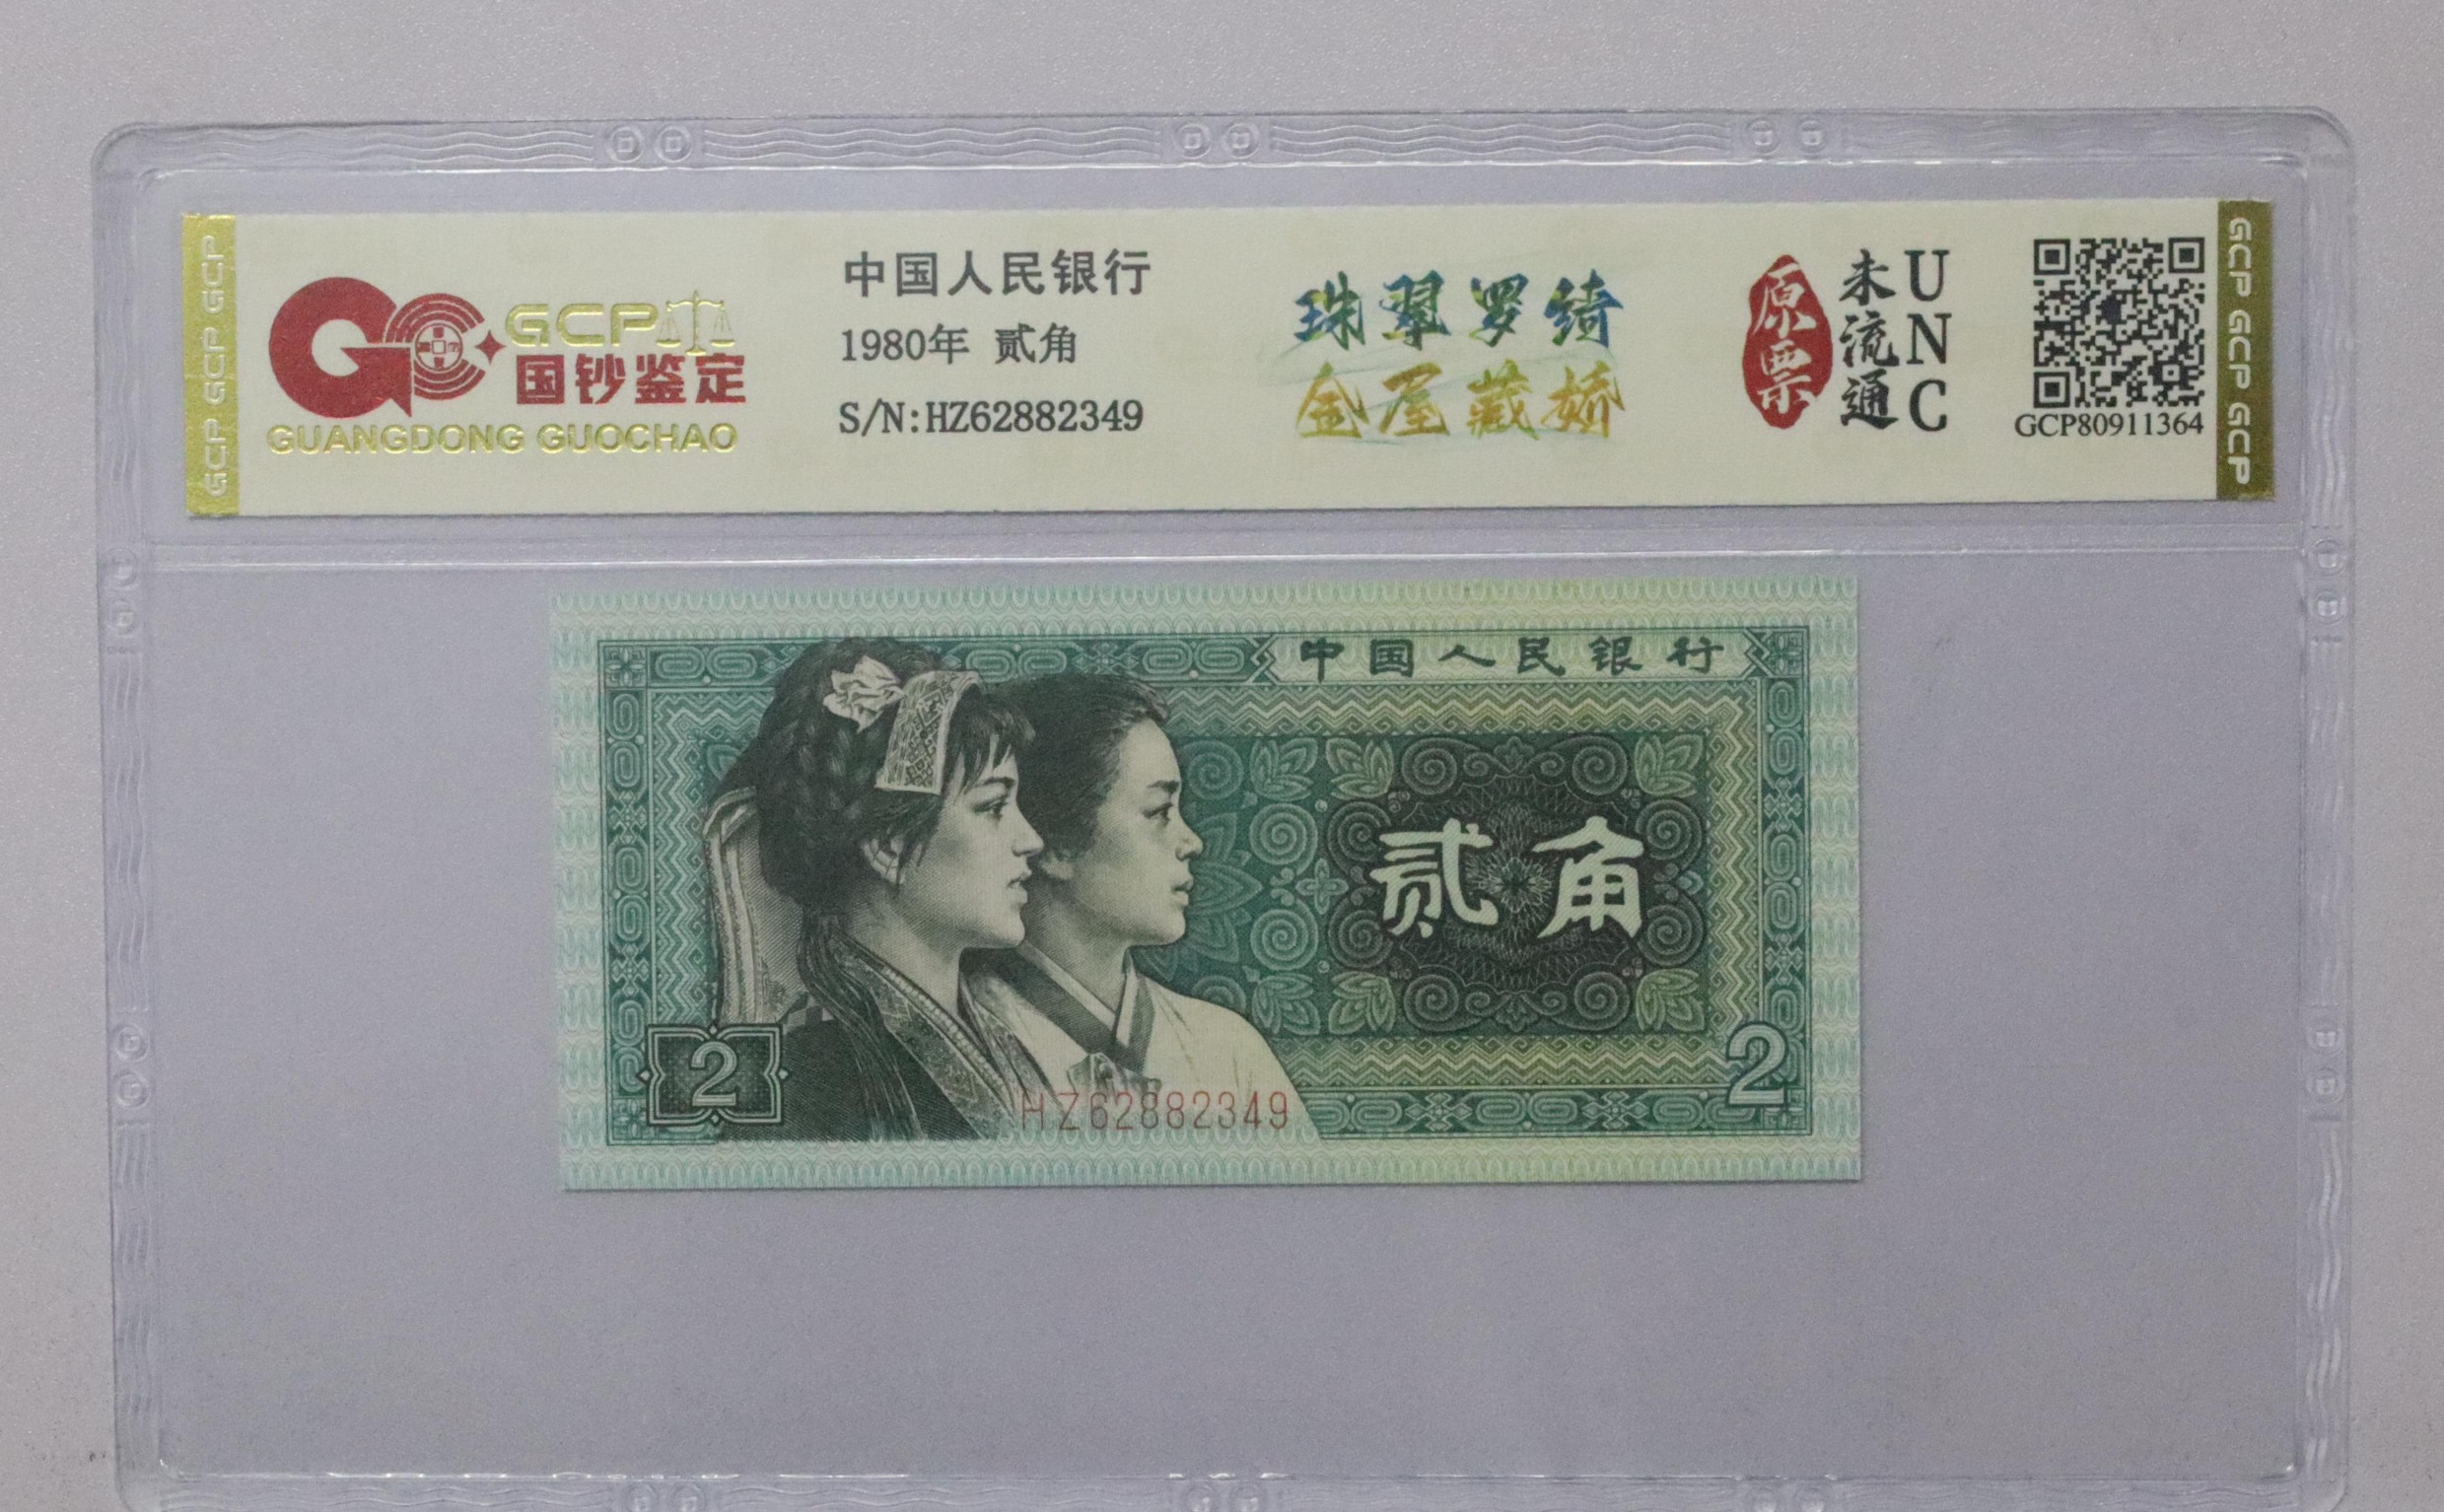 GCP GCP GCP
GCP
国钞鉴定
GUANGDONG GUOCHAO
中国人民银行
1980年 贰角
S/N:HZ62882349
珠翠罗绮
金屋藏娇
原票
未流通
UNC
GCP80911364
GCP GCP GCP
中国人民银行
贰角
2
2
HZ62882349